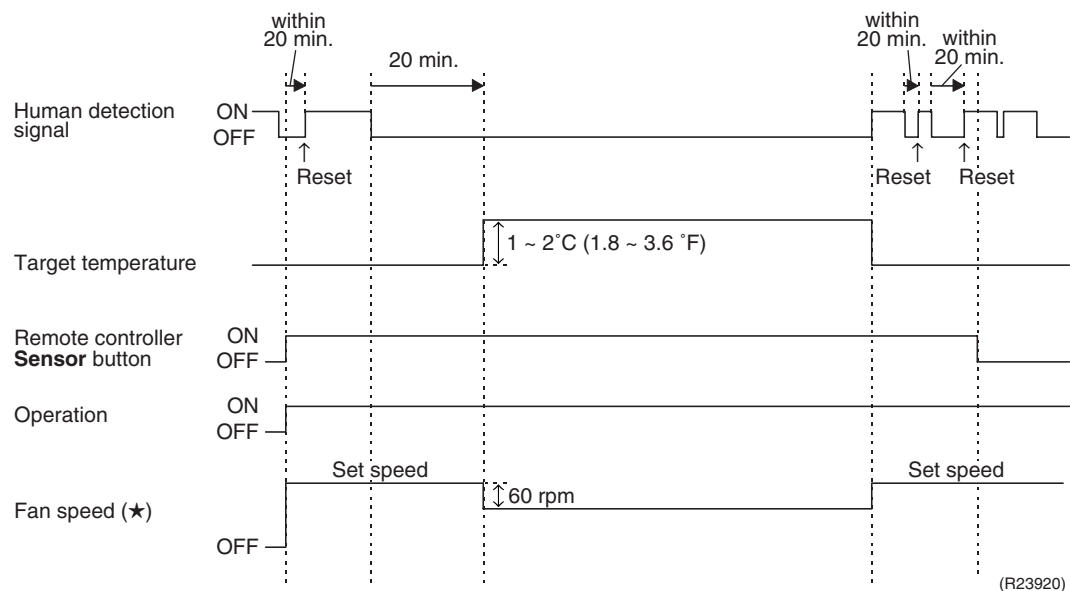 within
20 min.
20 min.
within
20 min.
within
20 min.
Human detection
signal
ON
OFF
Reset
Reset
Reset
Target temperature
1 ~ 2˚C (1.8 ~ 3.6 ˚F)
Remote controller
Sensor button
ON
OFF
Operation
ON
OFF
Fan speed (★)
Set speed
60 rpm
Set speed
OFF
(R23920)